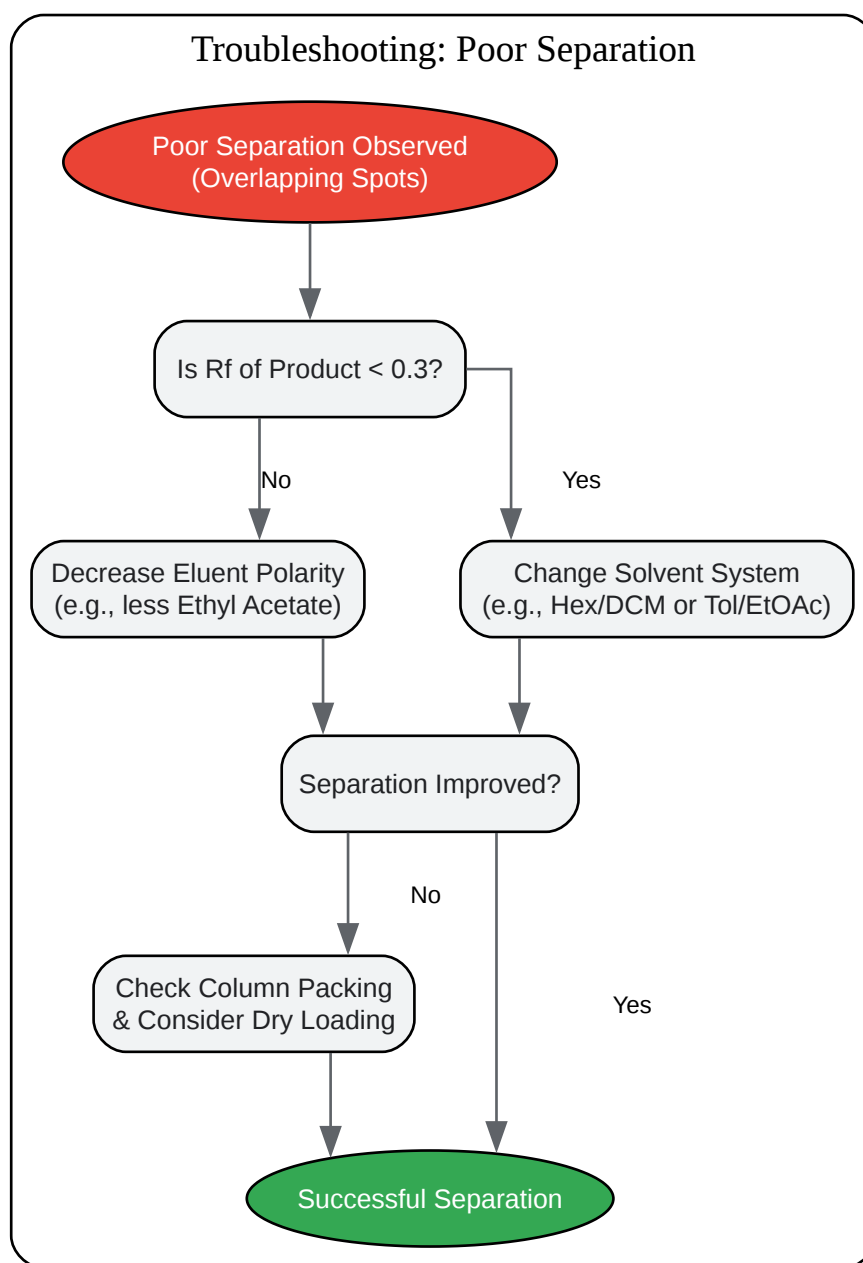 Troubleshooting: Poor Separation
Poor Separation Observed
(Overlapping Spots)
Is Rf of Product < 0.3?
No
Yes
Decrease Eluent Polarity
(e.g., less Ethyl Acetate)
Change Solvent System
(e.g., Hex/DCM or Tol/EtOAc)
Separation Improved?
No
Check Column Packing
& Consider Dry Loading
Yes
Successful Separation